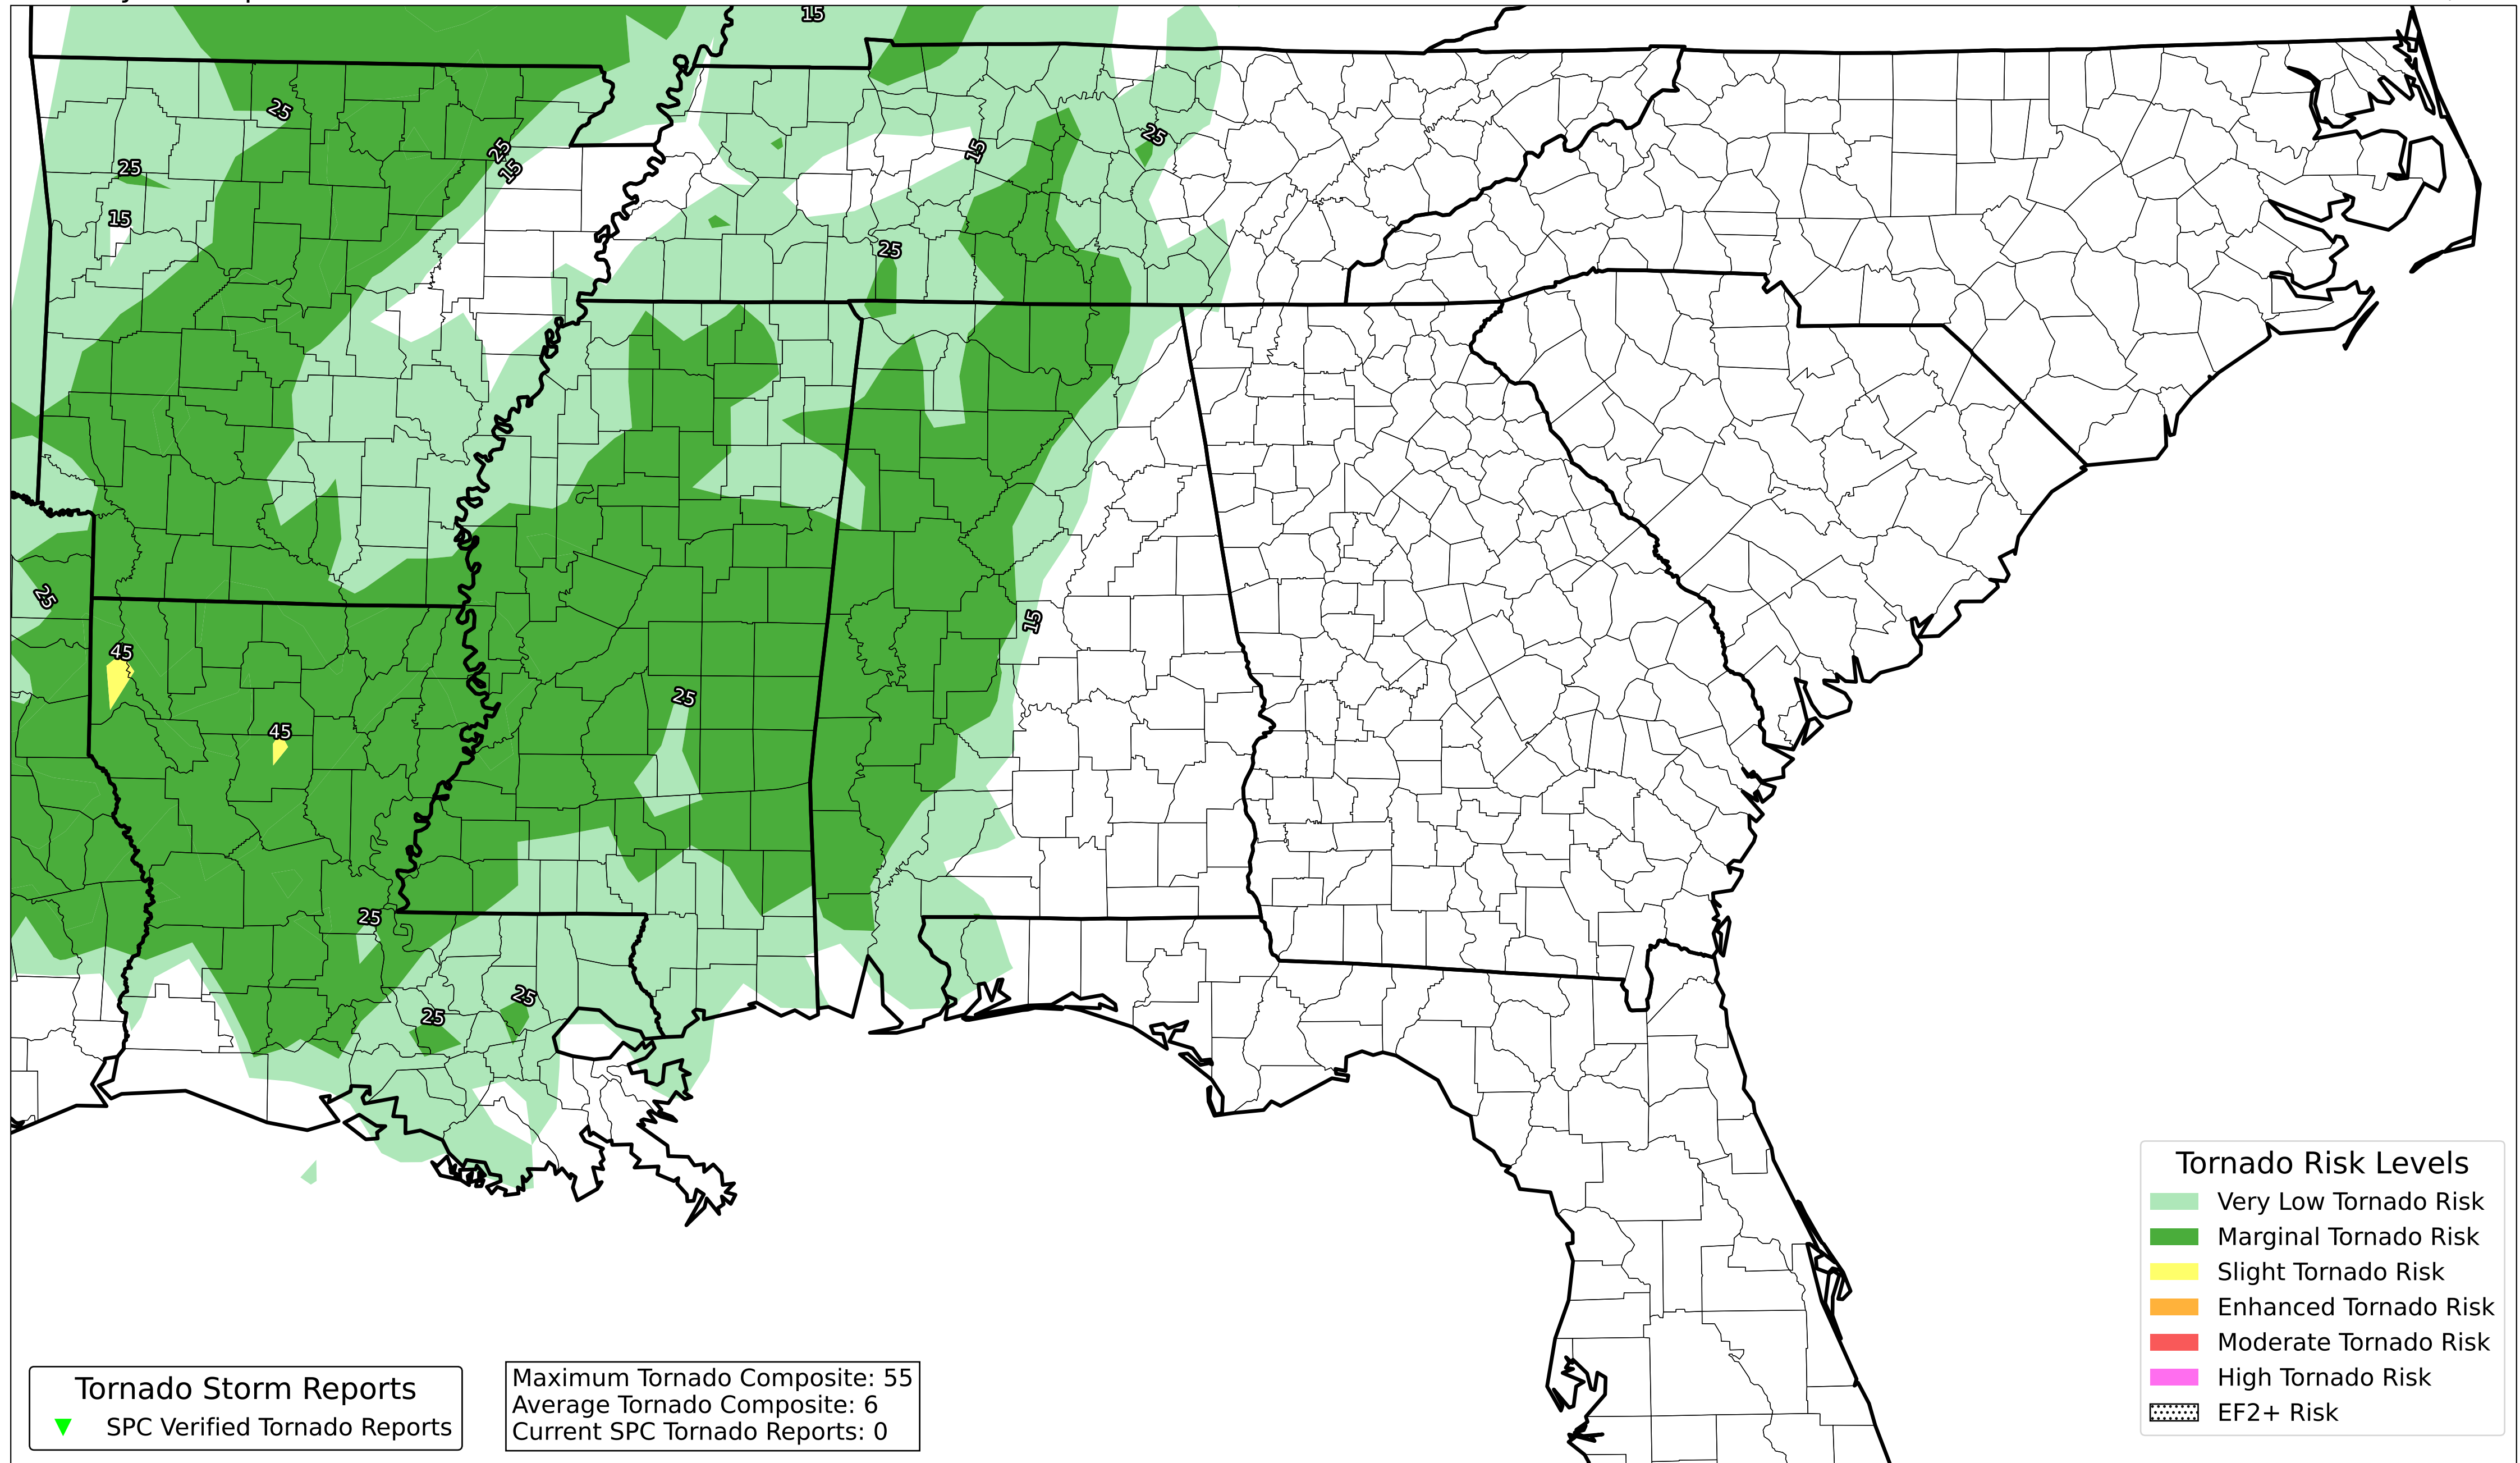 15
25
25
15
25
15
15
25
25
25
15
45
25
45
25
25
25
Tornado Risk Levels
Very Low Tornado Risk
Marginal Tornado Risk
Slight Tornado Risk
Enhanced Tornado Risk
Moderate Tornado Risk
High Tornado Risk
EF2+ Risk
Tornado Storm Reports
SPC Verified Tornado Reports
Maximum Tornado Composite: 55
Average Tornado Composite: 6
Current SPC Tornado Reports: 0